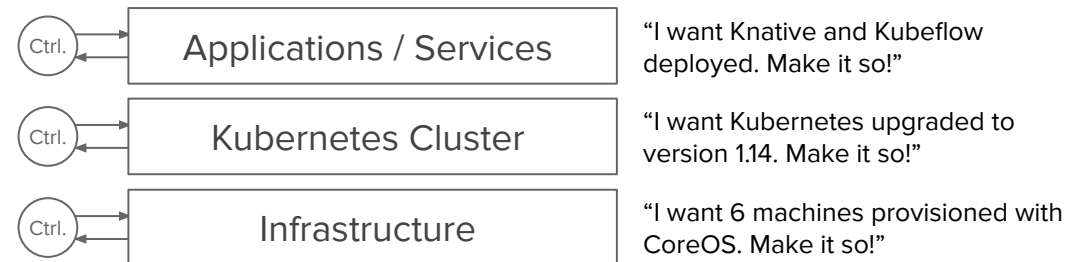 Ctrl.
Applications / Services
“I want Knative and Kubeflow
deployed. Make it so!”
Ctrl.
Kubernetes Cluster
“I want Kubernetes upgraded to
version 1.14. Make it so!”
Ctrl.
Infrastructure
“I want 6 machines provisioned with
CoreOS. Make it so!”